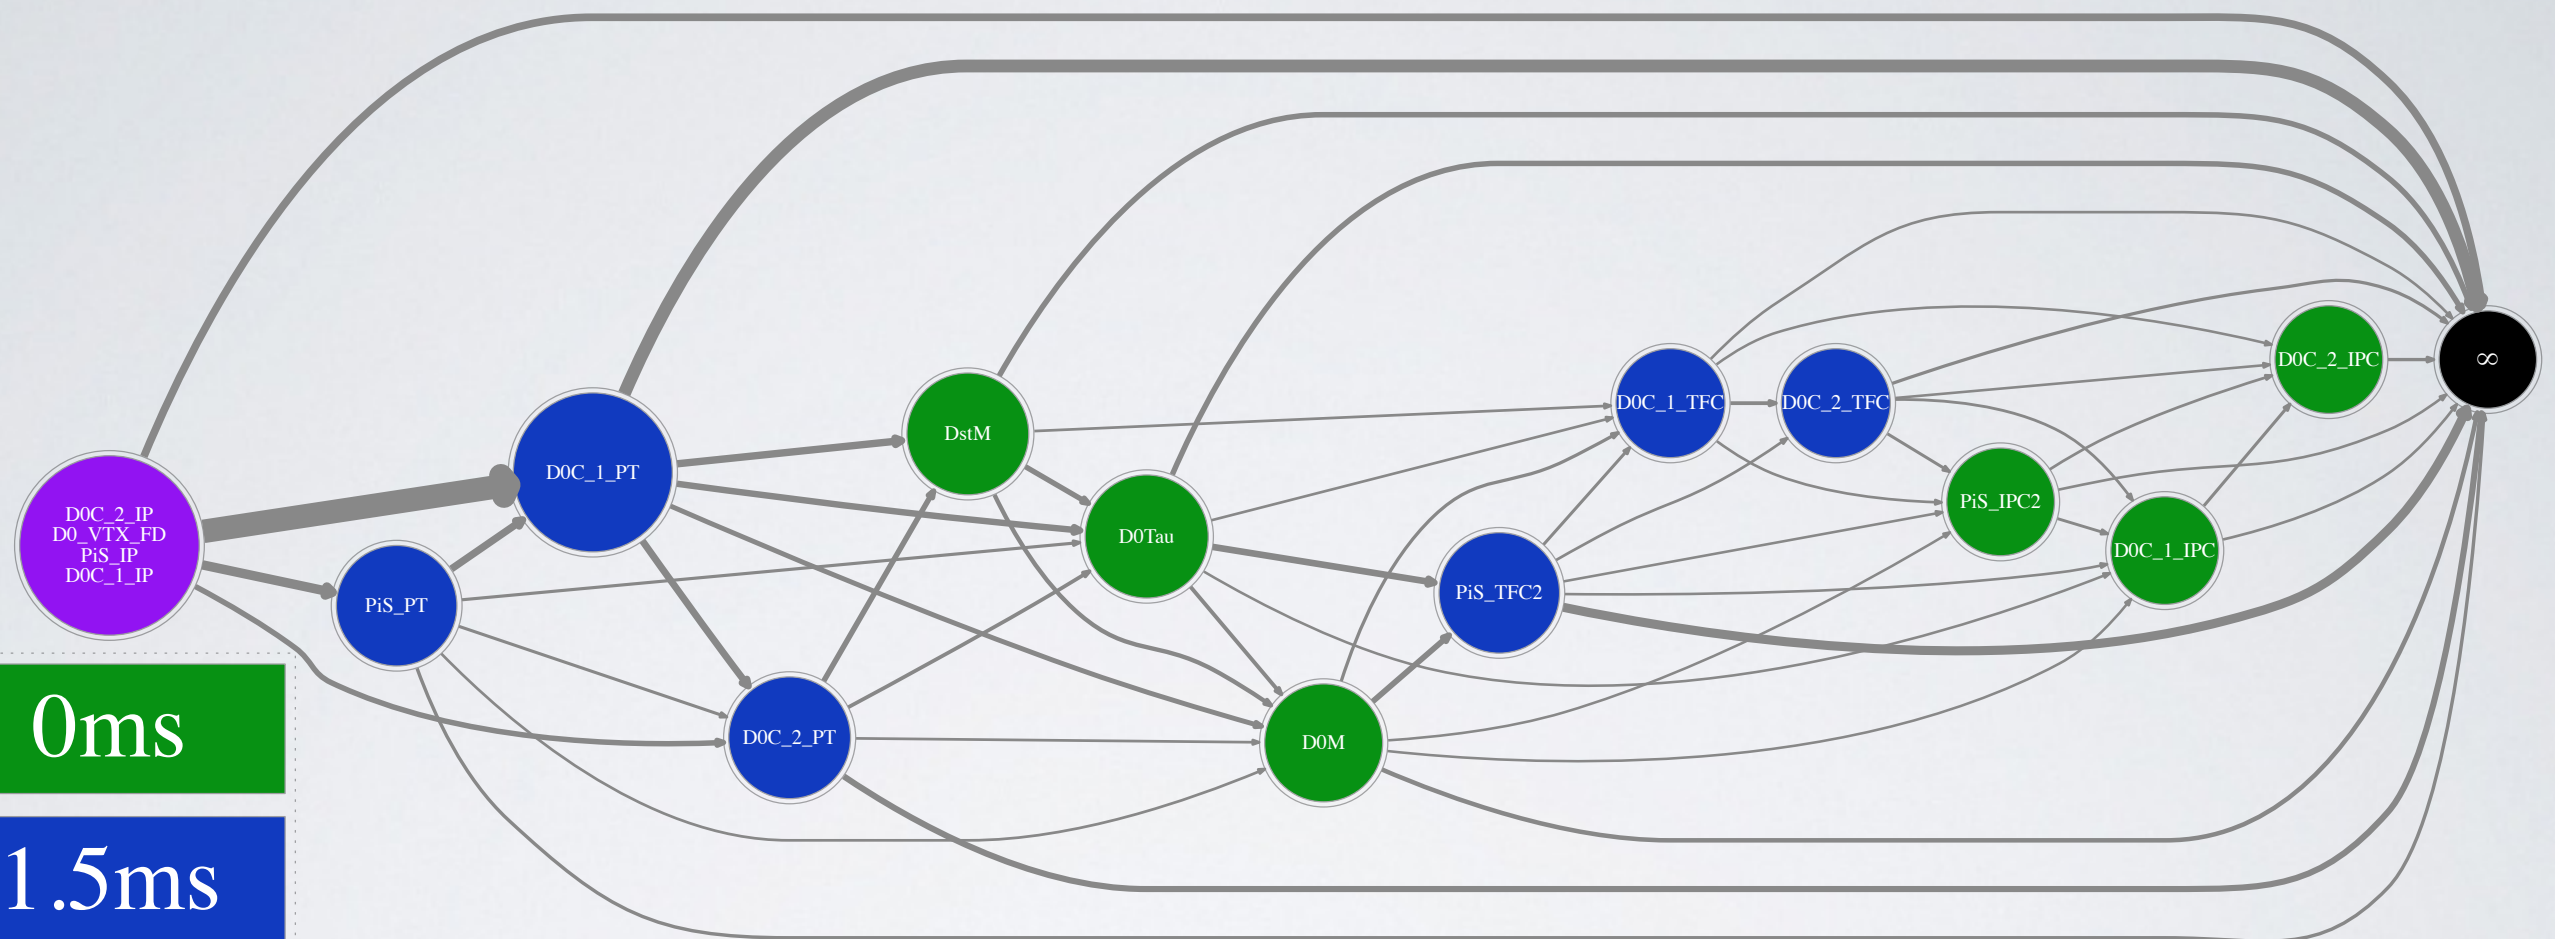 D0C_2_IP
D0_VTX_FD
PiS_IP
D0C_1_IP
PiS_PT
D0C_1_PT
D0C_2_PT
DstM
D0Tau
D0M
PiS_TFC2
D0C_1_TFC
D0C_2_TFC
PiS_IPC2
D0C_1_IPC
D0C_2_IPC
∞
0ms
1.5ms